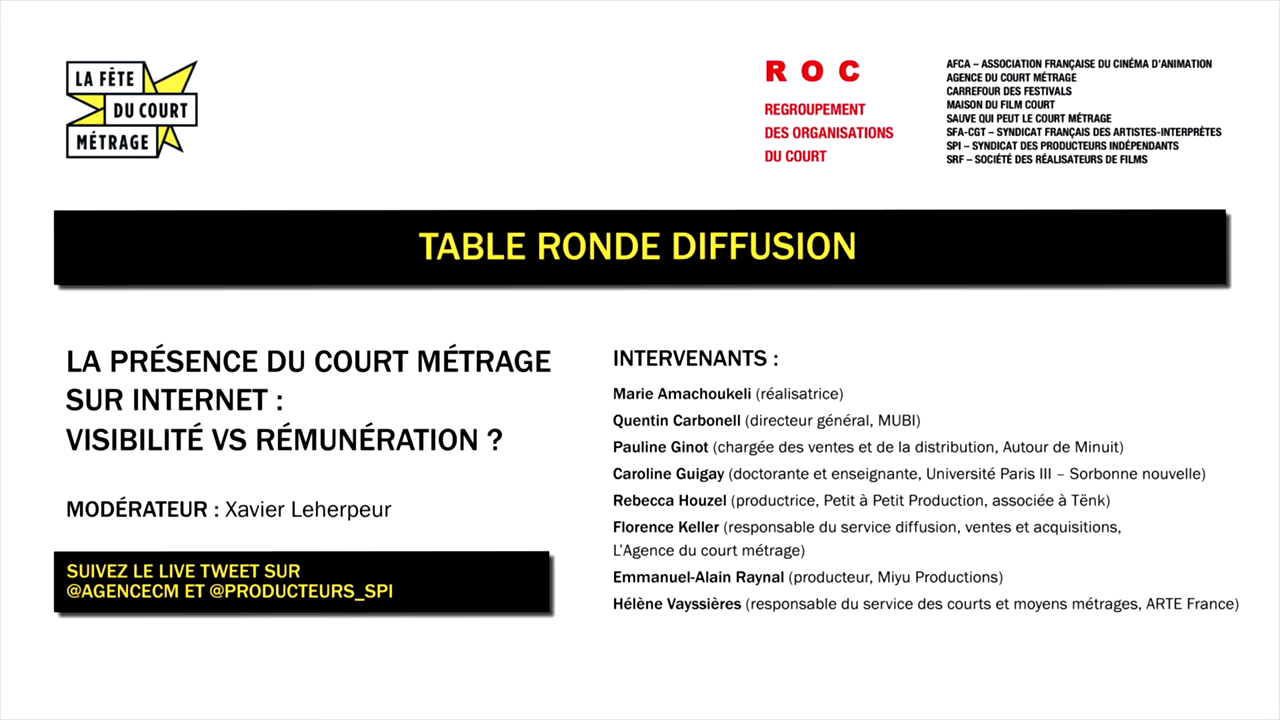 LA FÊTE
DU COURT
MÉTRAGE
R O C
REGROUPEMENT
DES ORGANISATIONS
DU COURT
AFCA – ASSOCIATION FRANÇAISE DU CINÉMA D'ANIMATION
AGENCE DU COURT MÉTRAGE
CARREFOUR DES FESTIVALS
MAISON DU FILM COURT
SAUVE QUI PEUT LE COURT MÉTRAGE
SFA-CGT – SYNDICAT FRANÇAIS DES ARTISTES-INTERPRÈTES
SPI – SYNDICAT DES PRODUCTEURS INDÉPENDANTS
SRF – SOCIÉTÉ DES RÉALISATEURS DE FILMS
TABLE RONDE DIFFUSION
LA PRÉSENCE DU COURT MÉTRAGE
SUR INTERNET :
VISIBILITÉ VS RÉMUNÉRATION ?
MODÉRATEUR : Xavier Leherpeur
SUIVEZ LE LIVE TWEET SUR
@AGENCECM ET @PRODUCTEURS_SPI
INTERVENANTS :
Marie Amachoukeli (réalisatrice)
Quentin Carbonell (directeur général, MUBI)
Pauline Ginot (chargée des ventes et de la distribution, Autour de Minuit)
Caroline Guigay (doctorante et enseignante, Université Paris III – Sorbonne nouvelle)
Rebecca Houzel (productrice, Petit à Petit Production, associée à Tënk)
Florence Keller (responsable du service diffusion, ventes et acquisitions,
L'Agence du court métrage)
Emmanuel-Alain Raynal (producteur, Miyu Productions)
Hélène Vayssières (responsable du service des courts et moyens métrages, ARTE France)